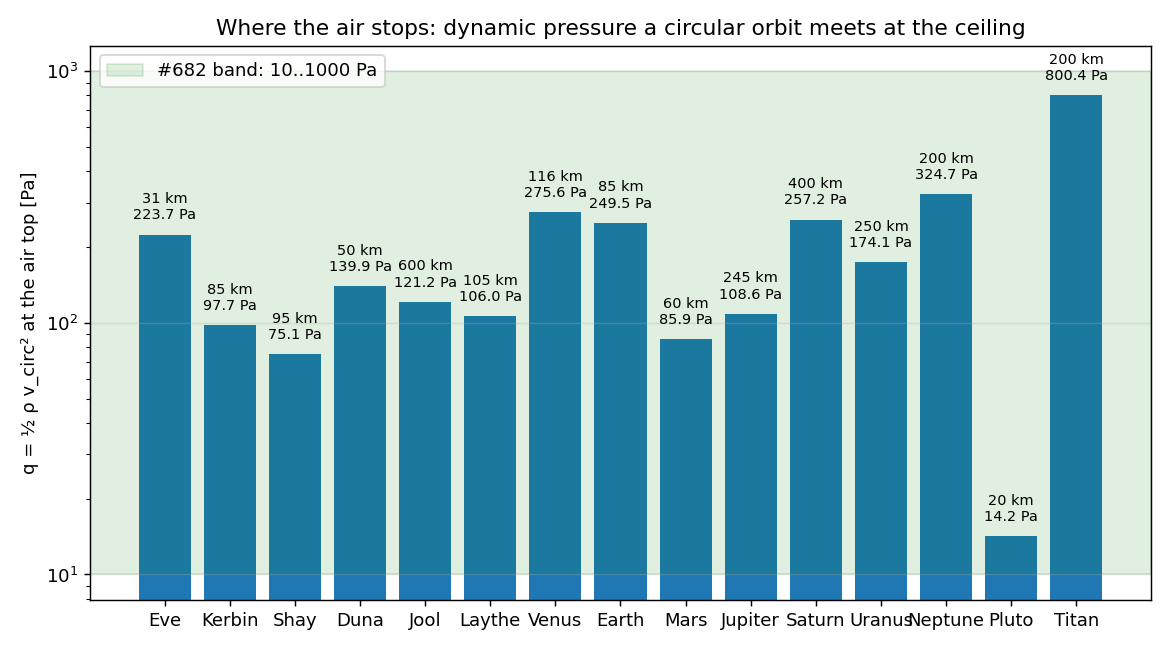 Where the air stops: dynamic pressure a circular orbit meets at the ceiling
#682 band: 10..1000 Pa
q = ½ ρ v_circ² at the air top [Pa]
10³
10²
10¹
31 km
223.7 Pa
85 km
97.7 Pa
95 km
75.1 Pa
50 km
139.9 Pa
600 km
121.2 Pa
105 km
106.0 Pa
116 km
275.6 Pa
85 km
249.5 Pa
60 km
85.9 Pa
245 km
108.6 Pa
400 km
257.2 Pa
250 km
174.1 Pa
200 km
324.7 Pa
20 km
14.2 Pa
200 km
800.4 Pa
Eve Kerbin Shay Duna Jool Laythe Venus Earth Mars Jupiter Saturn Uranus Neptune Pluto Titan